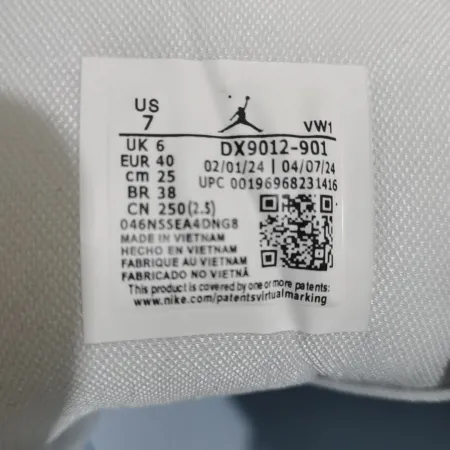 US
7
VW1
UK 6
DX9012-901
EUR 40
02/01/24 | 04/07/24
cm 25
UPC 00196968231416
BR 38
CN 250(2.5)
046NSSEA4DNG8
MADE IN VIETNAM
HECHO EN VIETNAM
FABRIQUE AU VIETNAM
FABRICADO NO VIETNÃ
This product is covered by one or more patents:
www.nike.com/patentsvirtualmarking